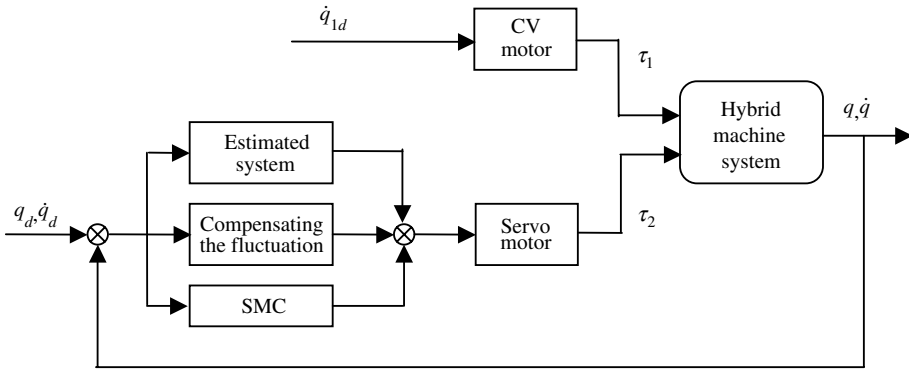 q̇1d
CV
motor
τ1
Hybrid
machine
system
q,q̇
Estimated
system
qd,q̇d
Compensating
the fluctuation
Servo
motor
τ2
SMC